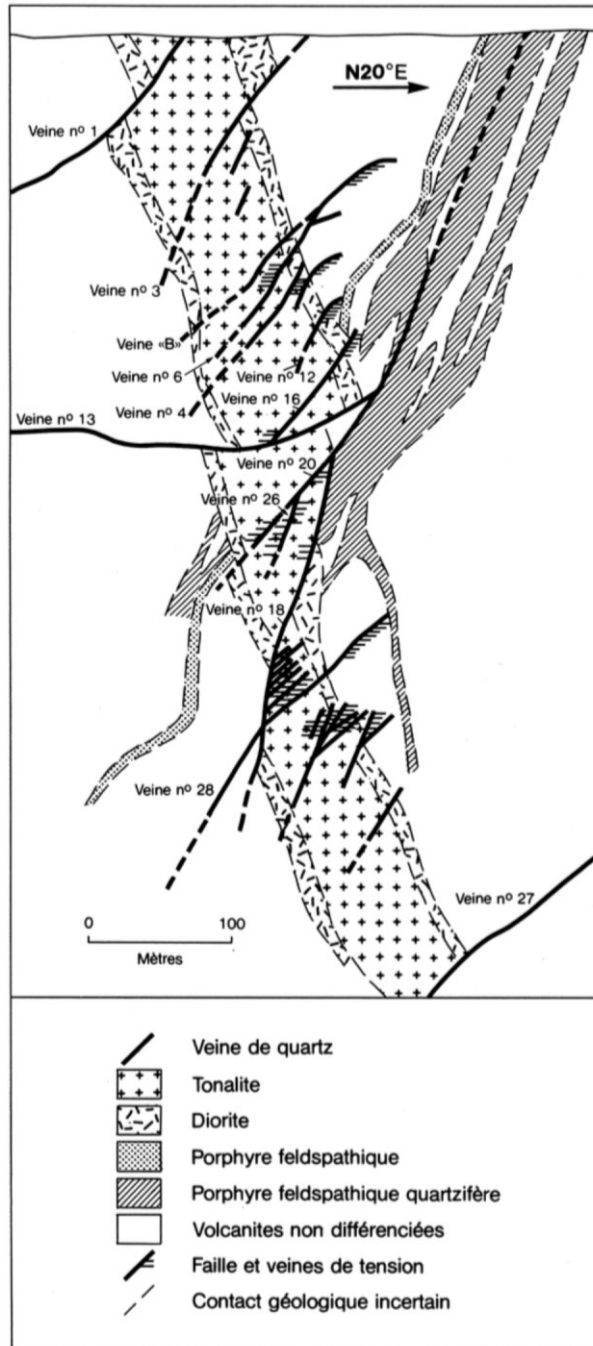 N20°E
Veine nº 1
Veine nº 3
Veine «B»
Veine nº 6
Veine nº 12
Veine nº 4
Veine nº 16
Veine nº 13
Veine nº 20
Veine nº 26
Veine nº 18
Veine nº 28
Veine nº 27
0 100
Mètres
Veine de quartz
Tonalite
Diorite
Porphyre feldspathique
Porphyre feldspathique quartzifère
Volcanites non différenciées
Faille et veines de tension
Contact géologique incertain